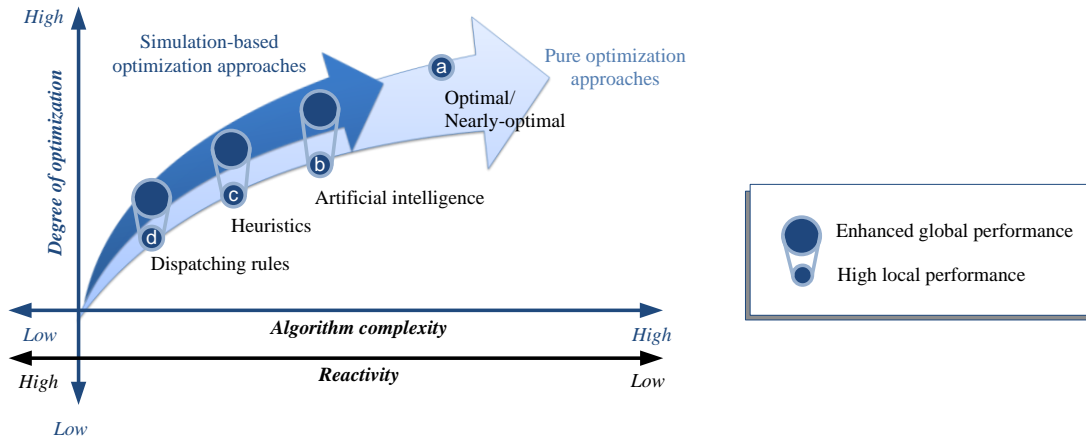 High
Simulation-based
optimization approaches
Pure optimization
approaches
Degree of optimization
a
Optimal/
Nearly-optimal
b
Artificial intelligence
c
Heuristics
d
Dispatching rules
Enhanced global performance
High local performance
Low
Algorithm complexity
High
High
Reactivity
Low
Low